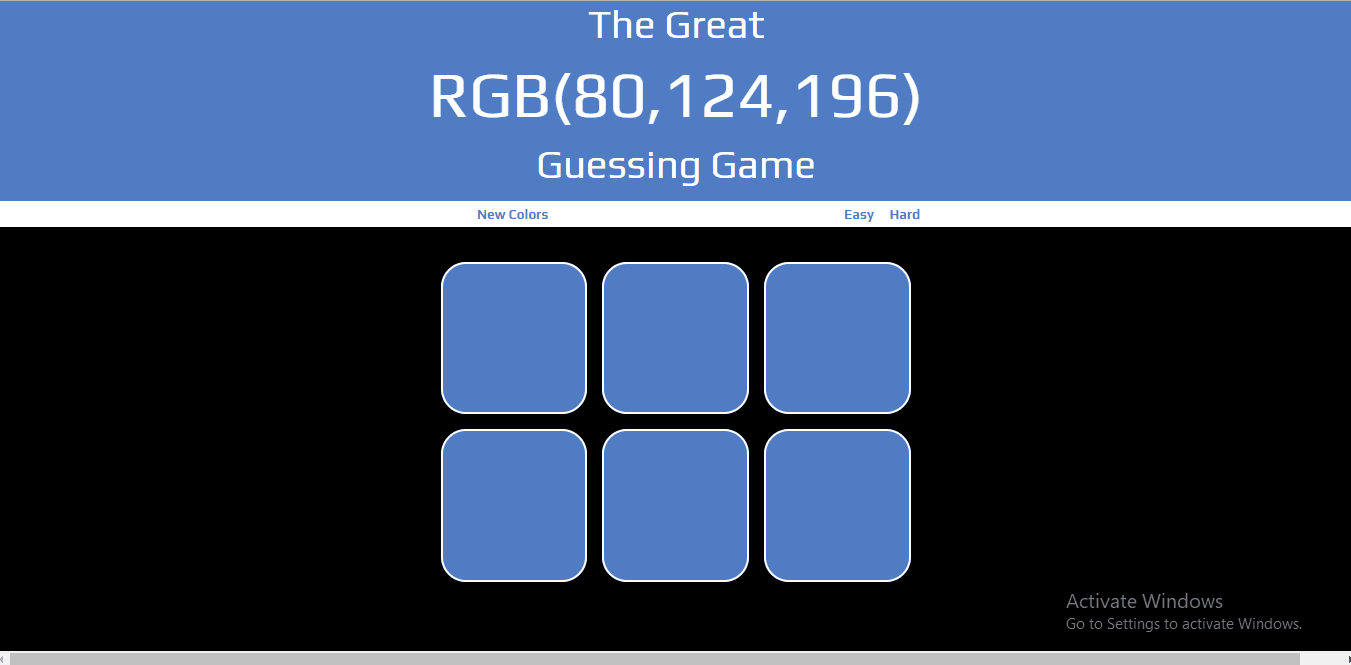 The Great
RGB(80,124,196)
Guessing Game
New Colors Easy Hard
Activate Windows
Go to Settings to activate Windows.